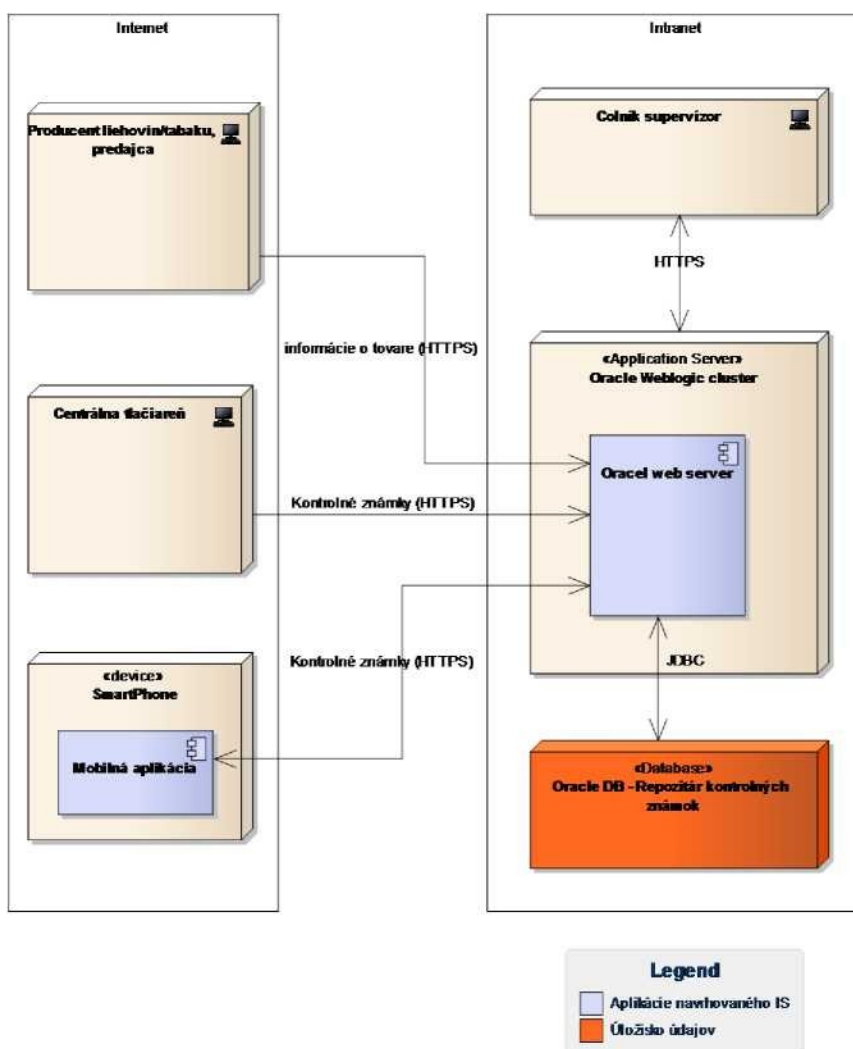 Internet
Producent liehovin/tabaku,
predajca
informácie o tovare (HTTPS)
Centrálna tlačiareň
Kontrolné známky (HTTPS)
Kontrolné známky (HTTPS)
«device»
SmartPhone
Mobilná aplikácia
Intranet
Colník supervízor
HTTPS
«Application Server»
Oracle Weblogic cluster
Oracel web server
JDBC
«Database»
Oracle DB - Repozitár kontrolných
známok
Legend
Aplikácie navrhovaného IS
Úložisko údajov